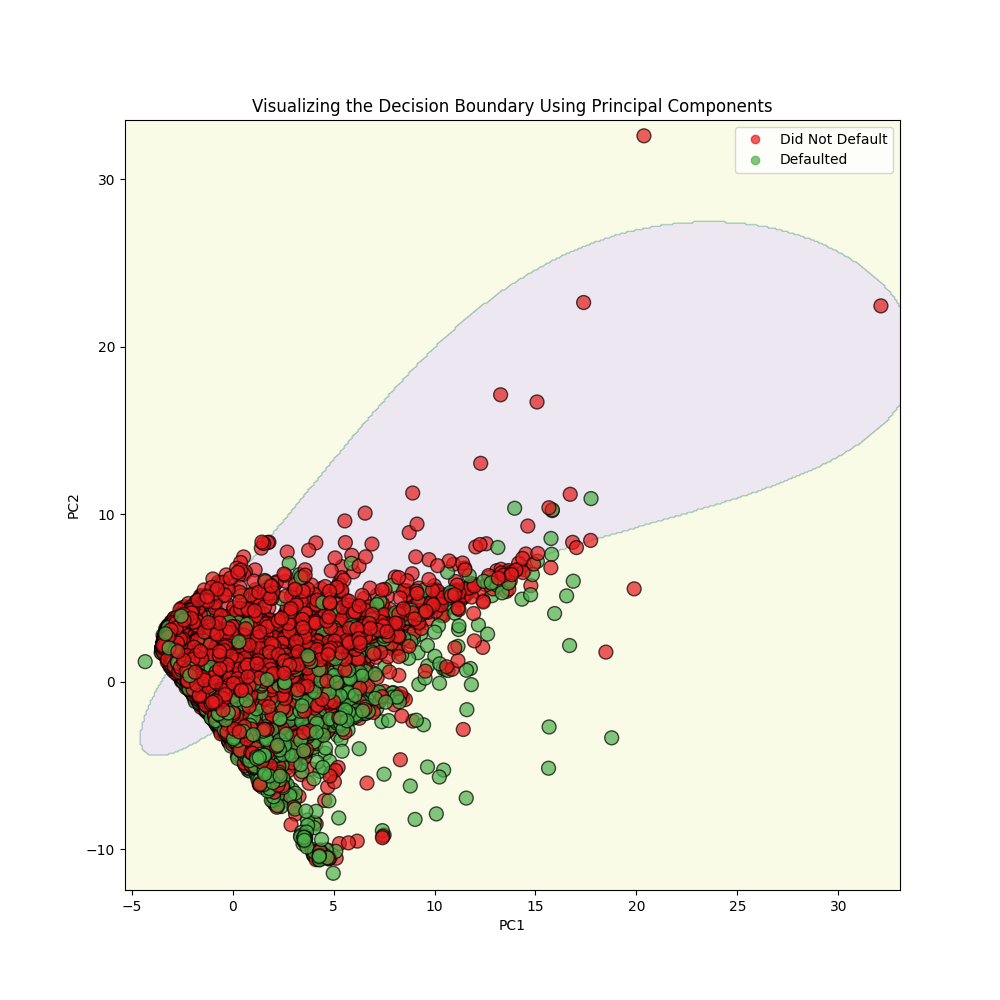 Visualizing the Decision Boundary Using Principal Components
Did Not Default
Defaulted
30
20
10
0
−10
PC2
−5
0
5
10
15
20
25
30
PC1